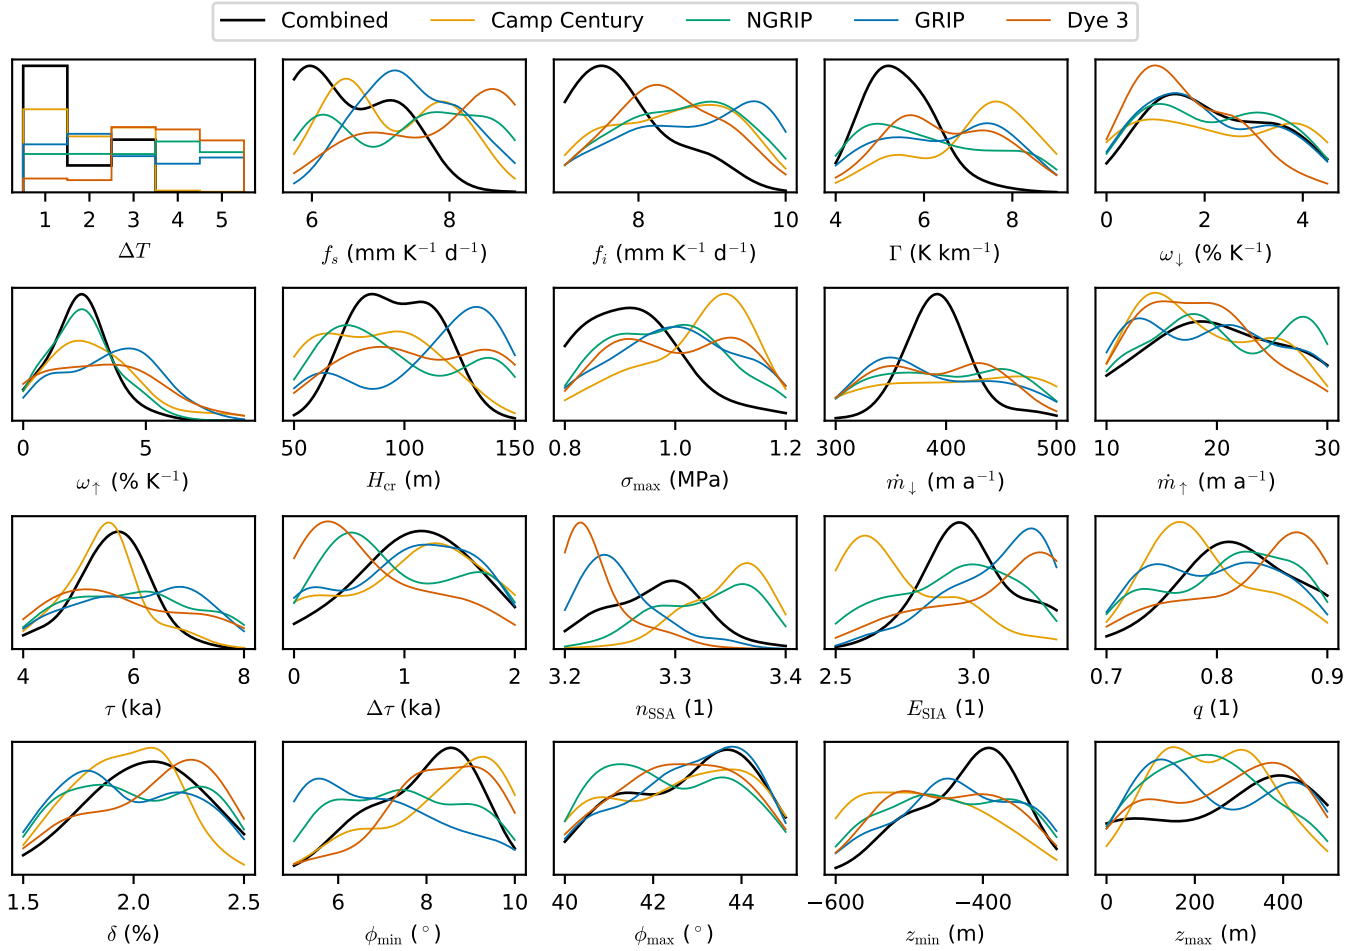 Combined Camp Century NGRIP GRIP Dye 3
1 2 3 4 5
ΔT
6 8
f_s (mm K⁻¹ d⁻¹)
8 10
f_i (mm K⁻¹ d⁻¹)
4 6 8
Γ (K km⁻¹)
0 2 4
ω↓ (% K⁻¹)
0 5
ω↑ (% K⁻¹)
50 100 150
H_cr (m)
0.8 1.0 1.2
σ_max (MPa)
300 400 500
ṁ↓ (m a⁻¹)
10 20 30
ṁ↑ (m a⁻¹)
4 6 8
τ (ka)
0 1 2
Δτ (ka)
3.2 3.3 3.4
n_SSA (1)
2.5 3.0
E_SIA (1)
0.7 0.8 0.9
q (1)
1.5 2.0 2.5
δ (%)
6 8 10
ϕ_min (°)
40 42 44
ϕ_max (°)
−600 −400
z_min (m)
0 200 400
z_max (m)